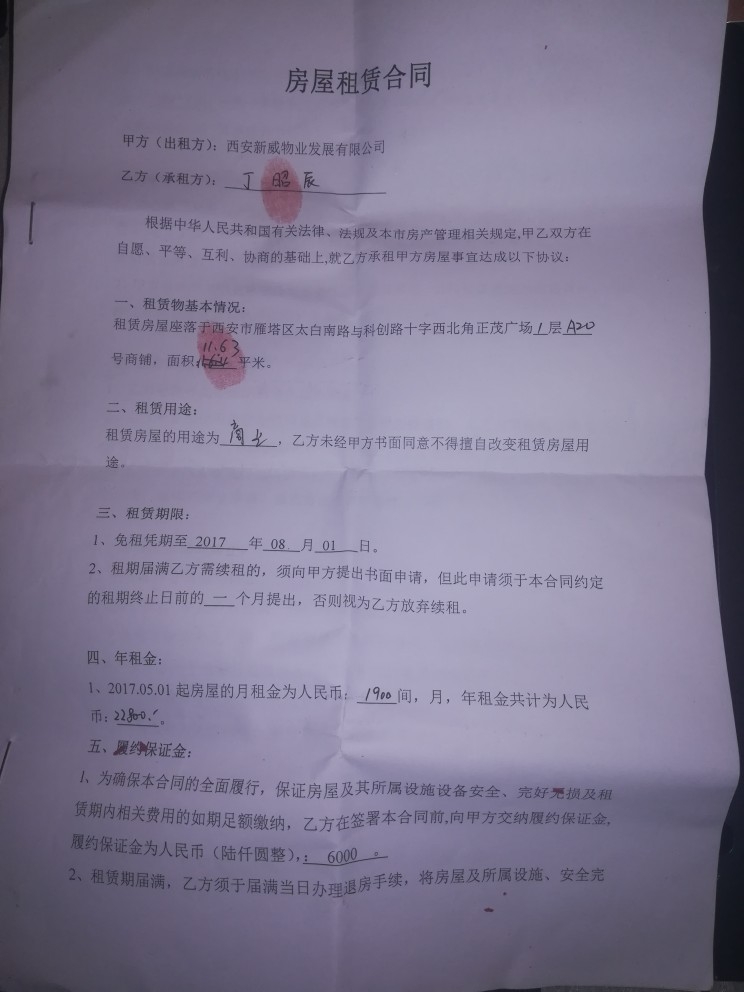 房屋租赁合同
甲方（出租方）：西安新威物业发展有限公司
乙方（承租方）：丁昭辰
根据中华人民共和国有关法律、法规及本市房产管理相关规定,甲乙双方在
自愿、平等、互利、协商的基础上,就乙方承租甲方房屋事宜达成以下协议：
一、租赁物基本情况：
租赁房屋座落于西安市雁塔区太白南路与科创路十字西北角正茂广场1层A20
11.63
号商铺，面积平米。
二、租赁用途：
租赁房屋的用途为商业，乙方未经甲方书面同意不得擅自改变租赁房屋用
途。
三、租赁期限：
1、免租凭期至2017年08月01日。
2、租期届满乙方需续租的，须向甲方提出书面申请，但此申请须于本合同约定
的租期终止日前的一个月提出，否则视为乙方放弃续租。
四、年租金：
1、2017.05.01起房屋的月租金为人民币：1900间，月，年租金共计为人民
币：22800.。
五、履约保证金：
1、为确保本合同的全面履行，保证房屋及其所属设施设备安全、完好无损及租
赁期内相关费用的如期足额缴纳，乙方在签署本合同前,向甲方交纳履约保证金,
履约保证金为人民币（陆仟圆整），：6000。
2、租赁期届满，乙方须于届满当日办理退房手续，将房屋及所属设施、安全完